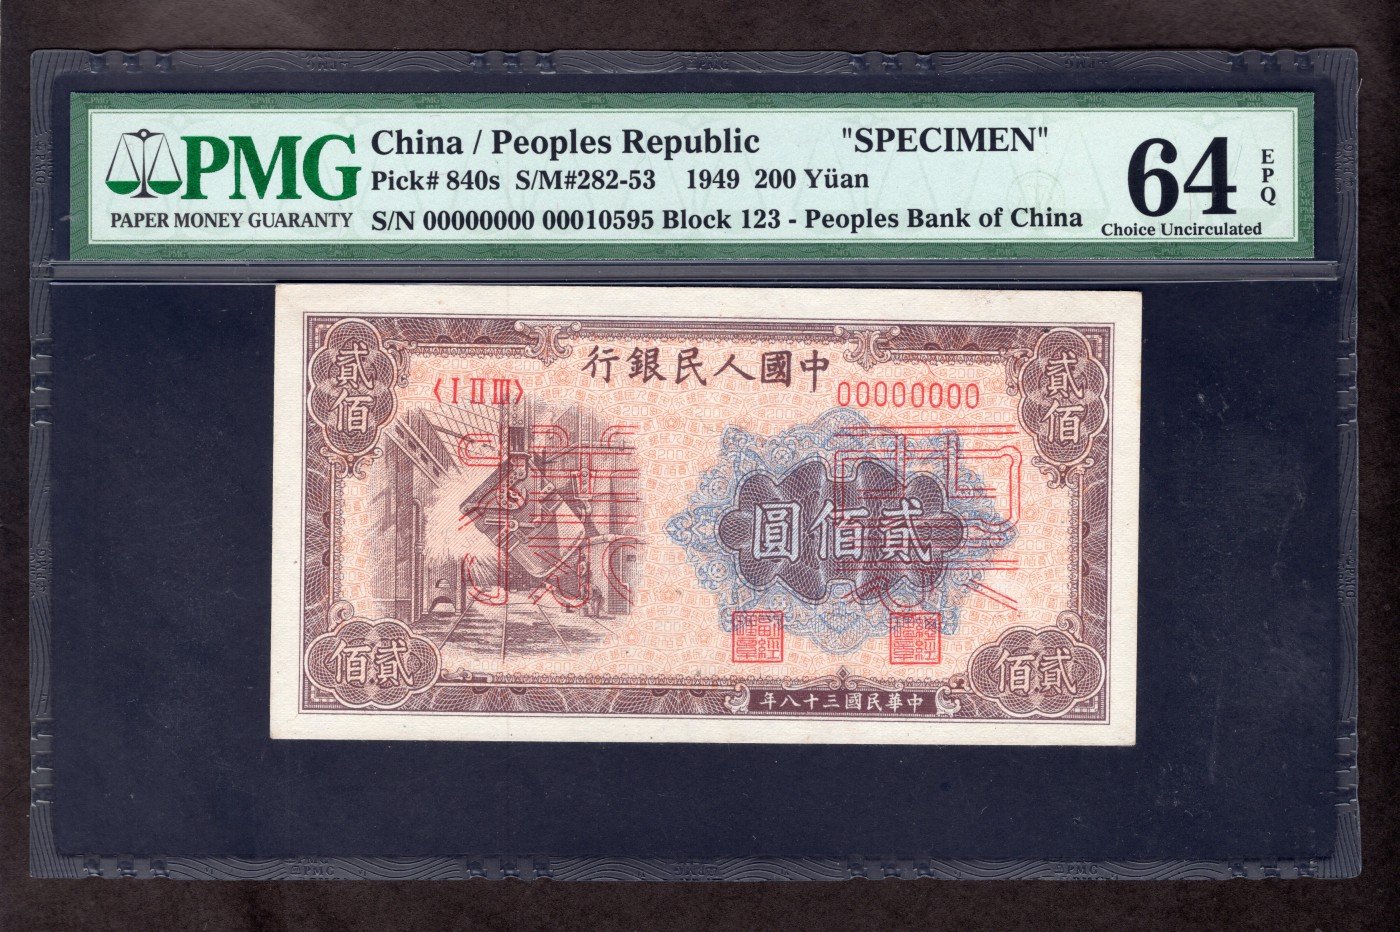 PMG
PAPER MONEY GUARANTY
China / Peoples Republic "SPECIMEN"
Pick# 840s S/M#282-53 1949 200 Yüan
S/N 00000000 00010595 Block 123 - Peoples Bank of China
64
EPQ
Choice Uncirculated
行銀民人國中
〈I II III〉
00000000
貳佰
貳佰
圓佰貳
票樣
佰貳
佰貳
年八十三國民華中